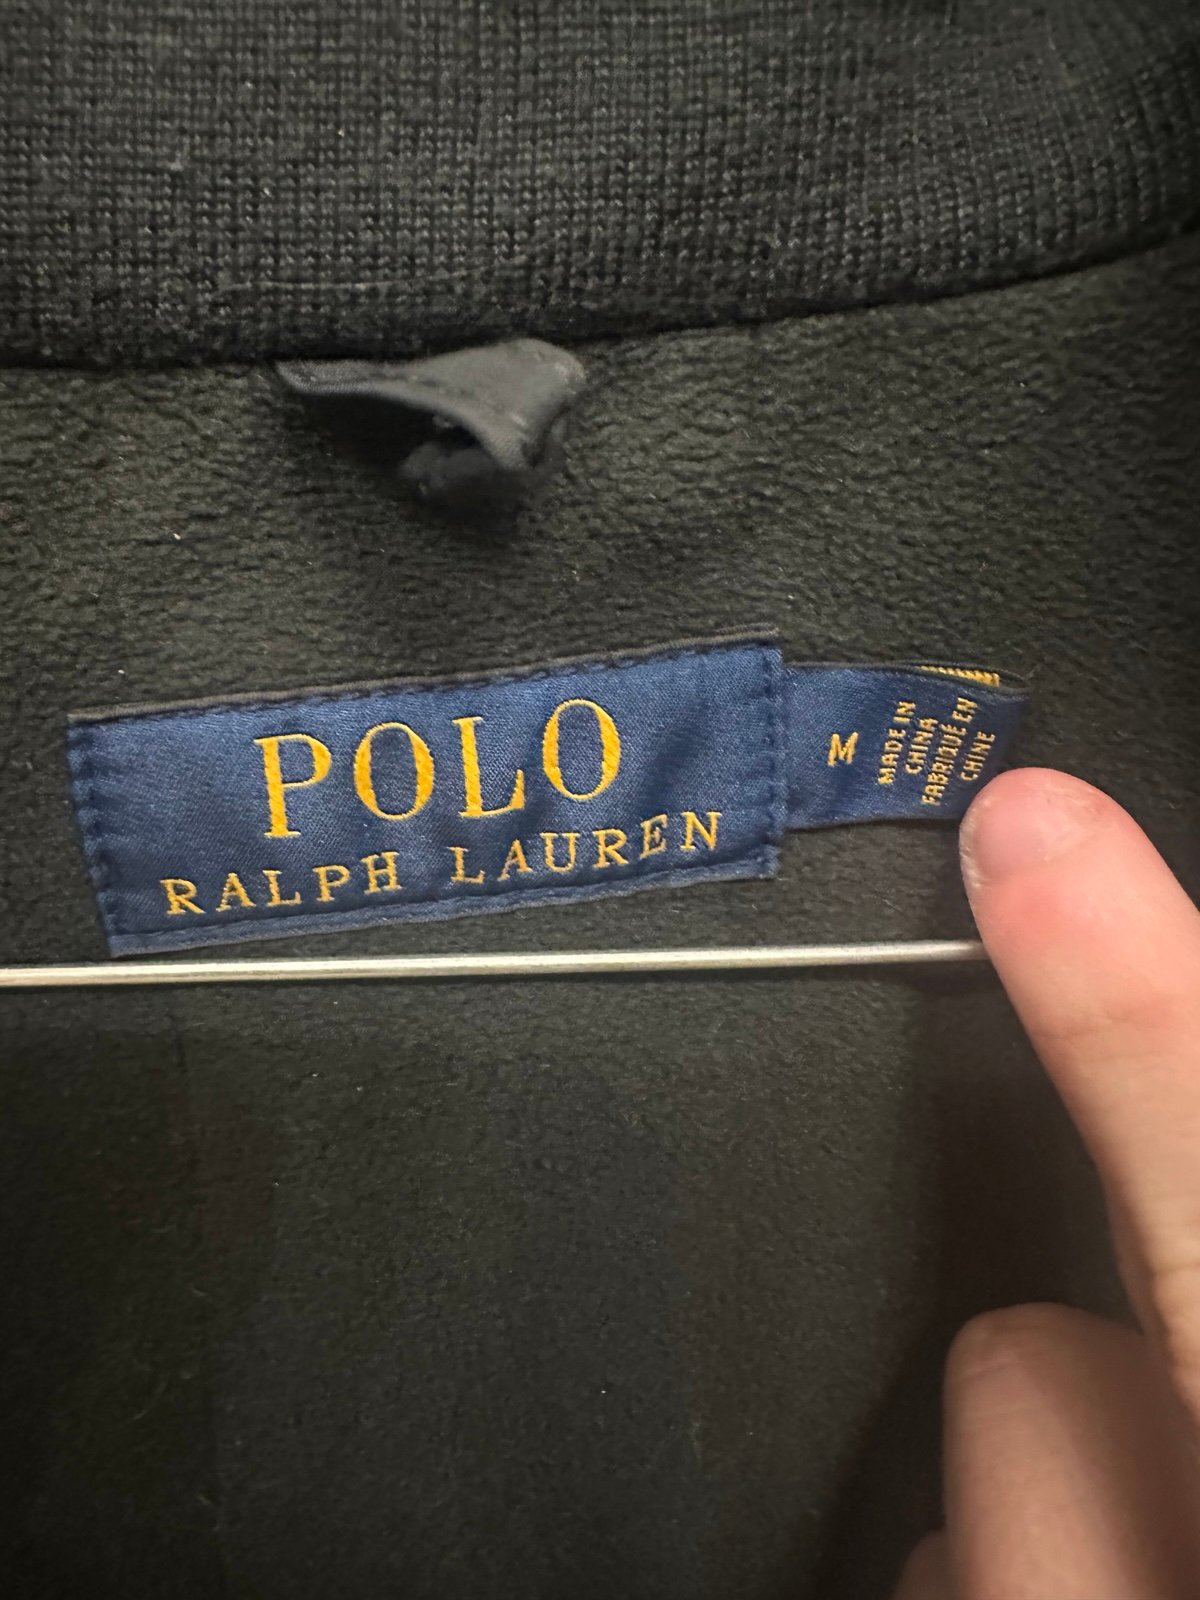 POLO
RALPH LAUREN
M
MADE IN
CHINA
FABRIQUÉ EN
CHINE